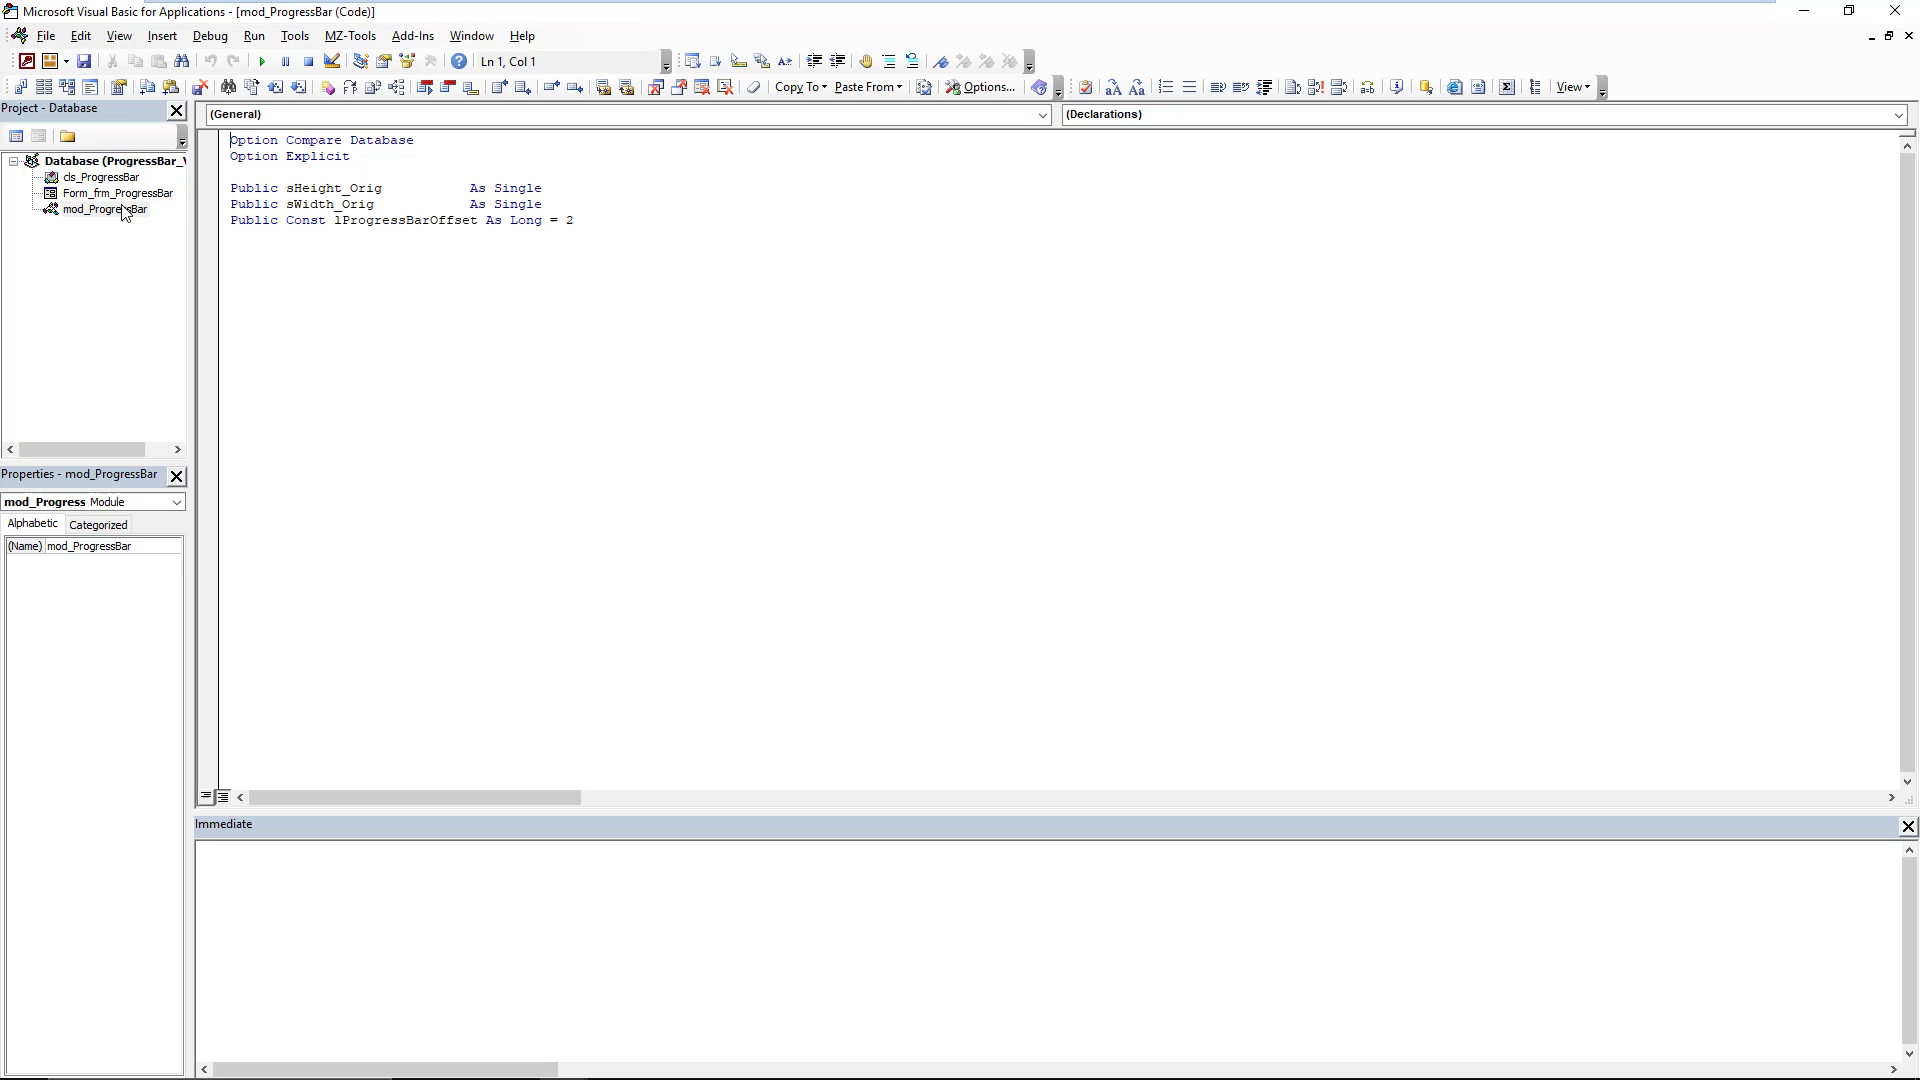 Microsoft Visual Basic for Applications - [mod_ProgressBar (Code)]
File Edit View Insert Debug Run Tools MZ-Tools Add-Ins Window Help
Ln 1, Col 1
Copy To Paste From Options... View
Project - Database
Database (ProgressBar_V
cls_ProgressBar
Form_frm_ProgressBar
mod_ProgressBar
Properties - mod_ProgressBar
mod_Progress Module
Alphabetic Categorized
(Name) mod_ProgressBar
(General) (Declarations)
Option Compare Database
Option Explicit
Public sHeight_Orig As Single
Public sWidth_Orig As Single
Public Const lProgressBarOffset As Long = 2
Immediate